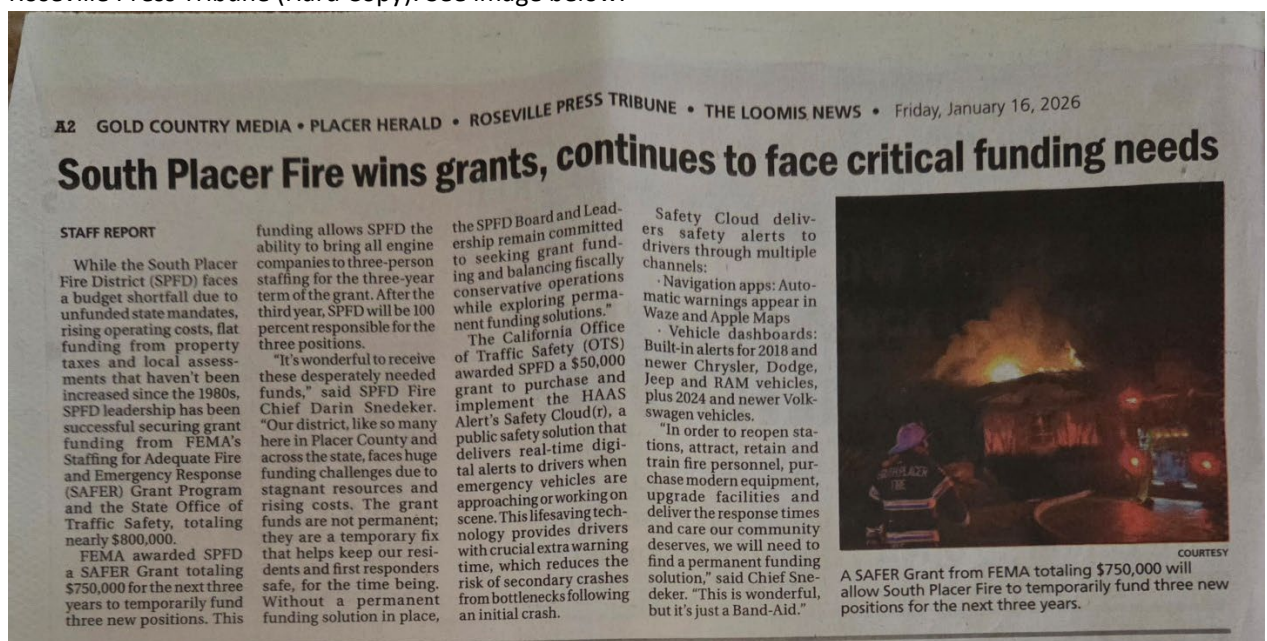 A2 GOLD COUNTRY MEDIA • PLACER HERALD • ROSEVILLE PRESS TRIBUNE • THE LOOMIS NEWS • Friday, January 16, 2026
South Placer Fire wins grants, continues to face critical funding needs
STAFF REPORT
While the South Placer
Fire District (SPFD) faces
a budget shortfall due to
unfunded state mandates,
rising operating costs, flat
funding from property
taxes and local assess-
ments that haven't been
increased since the 1980s,
SPFD leadership has been
successful securing grant
funding from FEMA's
Staffing for Adequate Fire
and Emergency Response
(SAFER) Grant Program
and the State Office of
Traffic Safety, totaling
nearly $800,000.
FEMA awarded SPFD
a SAFER Grant totaling
$750,000 for the next three
years to temporarily fund
three new positions. This
funding allows SPFD the
ability to bring all engine
companies to three-person
staffing for the three-year
term of the grant. After the
third year, SPFD will be 100
percent responsible for the
three positions.
"It's wonderful to receive
these desperately needed
funds," said SPFD Fire
Chief Darin Snedeker.
"Our district, like so many
here in Placer County and
across the state, faces huge
funding challenges due to
stagnant resources and
rising costs. The grant
funds are not permanent;
they are a temporary fix
that helps keep our resi-
dents and first responders
safe, for the time being.
Without a permanent
funding solution in place,
the SPFD Board and Lead-
ership remain committed
to seeking grant fund-
ing and balancing fiscally
conservative operations
while exploring perma-
nent funding solutions."
The California Office
of Traffic Safety (OTS)
awarded SPFD a $50,000
grant to purchase and
implement the HAAS
Alert's Safety Cloud(r), a
public safety solution that
delivers real-time digi-
tal alerts to drivers when
emergency vehicles are
approaching or working on
scene. This lifesaving tech-
nology provides drivers
with crucial extra warning
time, which reduces the
risk of secondary crashes
from bottlenecks following
an initial crash.
Safety Cloud deliv-
ers safety alerts to
drivers through multiple
channels:
· Navigation apps: Auto-
matic warnings appear in
Waze and Apple Maps
· Vehicle dashboards:
Built-in alerts for 2018 and
newer Chrysler, Dodge,
Jeep and RAM vehicles,
plus 2024 and newer Volk-
swagen vehicles.
"In order to reopen sta-
tions, attract, retain and
train fire personnel, pur-
chase modern equipment,
upgrade facilities and
deliver the response times
and care our community
deserves, we will need to
find a permanent funding
solution," said Chief Sne-
deker. "This is wonderful,
but it's just a Band-Aid."
FIRE
COURTESY
A SAFER Grant from FEMA totaling $750,000 will
allow South Placer Fire to temporarily fund three new
positions for the next three years.